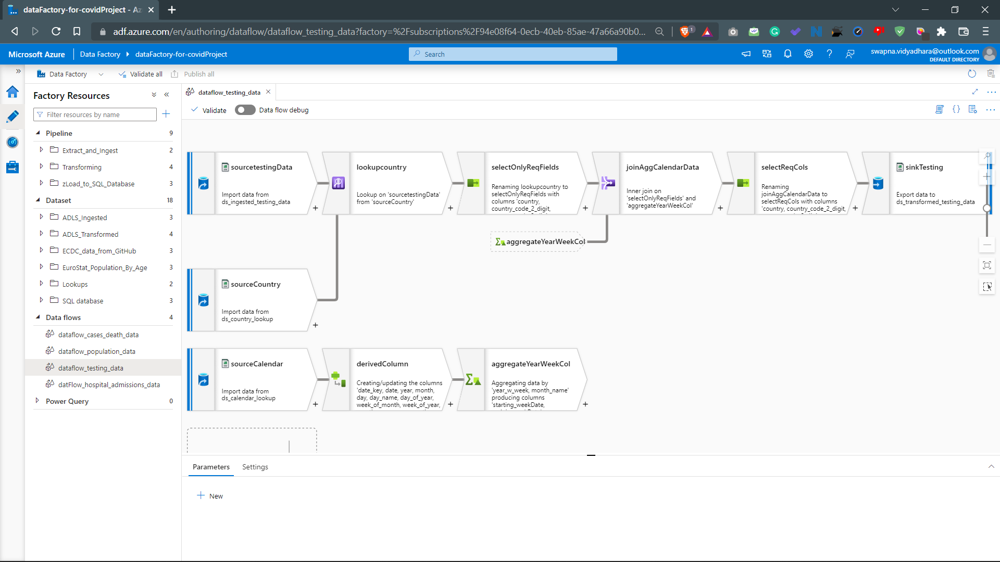 dataFactory-for-covidProject - Az
adf.azure.com/en/authoring/dataflow/dataflow_testing_data?factory=%2Fsubscriptions%2F94e08f64-0ecb-40eb-85ae-47a66a90b0...
1
Microsoft Azure
Data Factory
dataFactory-for-covidProject
Search
swapna.vidyadhara@outlook.com
DEFAULT DIRECTORY
Data Factory
Validate all
Publish all
Factory Resources
Filter resources by name
Pipeline 9
Extract_and_Ingest 2
Transforming 4
zLoad_to_SQL_Database 3
Dataset 18
ADLS_Ingested 3
ADLS_Transformed 4
ECDC_data_from_GitHub 3
EuroStat_Population_By_Age 3
Lookups 2
SQL database 3
Data flows 4
dataflow_cases_death_data
dataflow_population_data
dataflow_testing_data
datFlow_hospital_admissions_data
Power Query 0
dataflow_testing_data
Validate
Data flow debug
sourcetestingData
Import data from
ds_ingested_testing_data
lookupcountry
Lookup on 'sourcetestingData'
from 'sourceCountry'
selectOnlyReqFields
Renaming lookupcountry to
selectOnlyReqFields with
columns 'country,
country_code_2_digit,
joinAggCalendarData
Inner join on
'selectOnlyReqFields' and
'aggregateYearWeekCol'
selectReqCols
Renaming
joinAggCalendarData to
selectReqCols with columns
'country, country_code_2_digit,
sinkTesting
Export data to
ds_transformed_testing_data
aggregateYearWeekCol
sourceCountry
Import data from
ds_country_lookup
sourceCalendar
Import data from
ds_calendar_lookup
derivedColumn
Creating/updating the columns
'date_key, date, year, month,
day, day_name, day_of_year,
week_of_month, week_of_year,
aggregateYearWeekCol
Aggregating data by
'year_w_week, month_name'
producing columns
'starting_weekDate,
Parameters
Settings
New